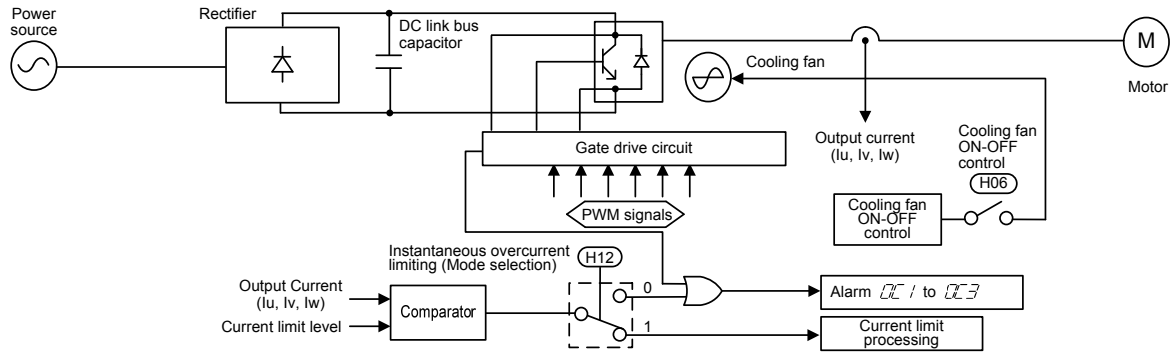 Power
source
Rectifier
DC link bus
capacitor
Cooling fan
M
Motor
Output current
(Iu, Iv, Iw)
Cooling fan
ON-OFF
control
H06
Gate drive circuit
PWM signals
Cooling fan
ON-OFF
control
Instantaneous overcurrent
limiting (Mode selection)
H12
Output Current
(Iu, Iv, Iw)
Current limit level
Comparator
0
1
Alarm OC1 to OC3
Current limit
processing